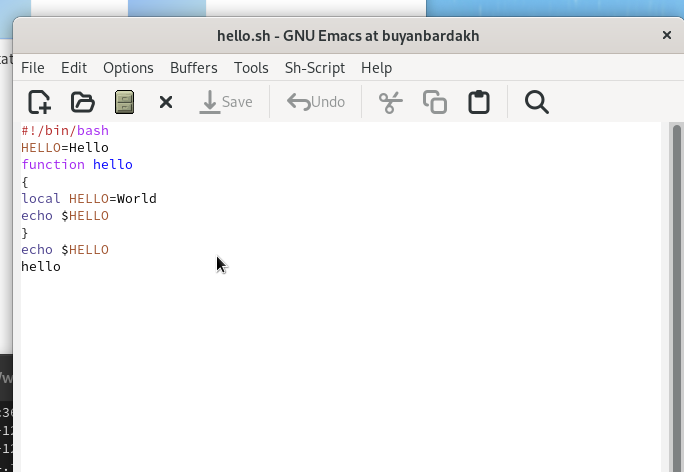 hello.sh - GNU Emacs at buyanbardakh
File Edit Options Buffers Tools Sh-Script Help
Save Undo
#!/bin/bash
HELLO=Hello
function hello
{
local HELLO=World
echo $HELLO
}
echo $HELLO
hello